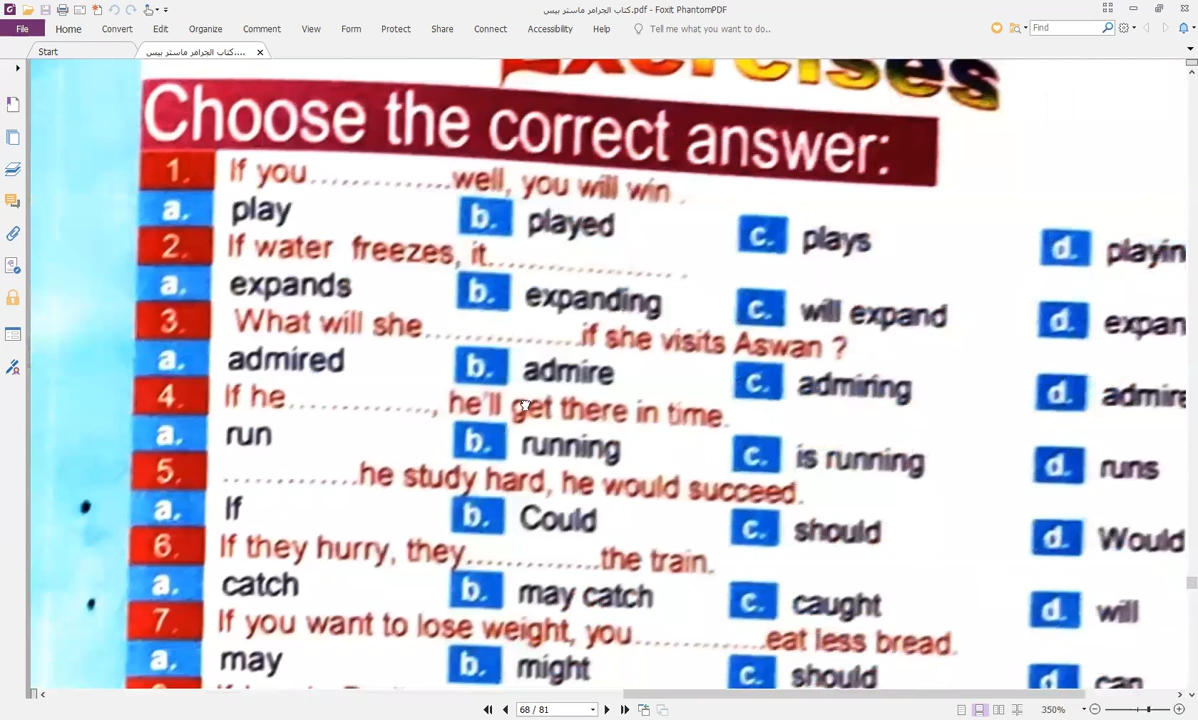 كتاب الجرامر ماستر بيس.pdf - Foxit PhantomPDF
File Home Convert Edit Organize Comment View Form Protect Share Connect Accessibility Help Tell me what you want to do.. Find
Start كتاب الجرامر ماستر بيس....
Exercises
Choose the correct answer:
1. If you..............well, you will win .
a. play b. played c. plays d. playin
2. If water freezes, it................... .
a. expands b. expanding c. will expand d. expan
3. What will she...............if she visits Aswan ?
a. admired b. admire c. admiring d. admire
4. If he.............., he'll get there in time.
a. run b. running c. is running d. runs
5. .............he study hard, he would succeed.
a. If b. Could c. should d. Would
6. If they hurry, they.............the train.
a. catch b. may catch c. caught d. will
7. If you want to lose weight, you.............eat less bread.
a. may b. might c. should d. can
68 / 81 350%